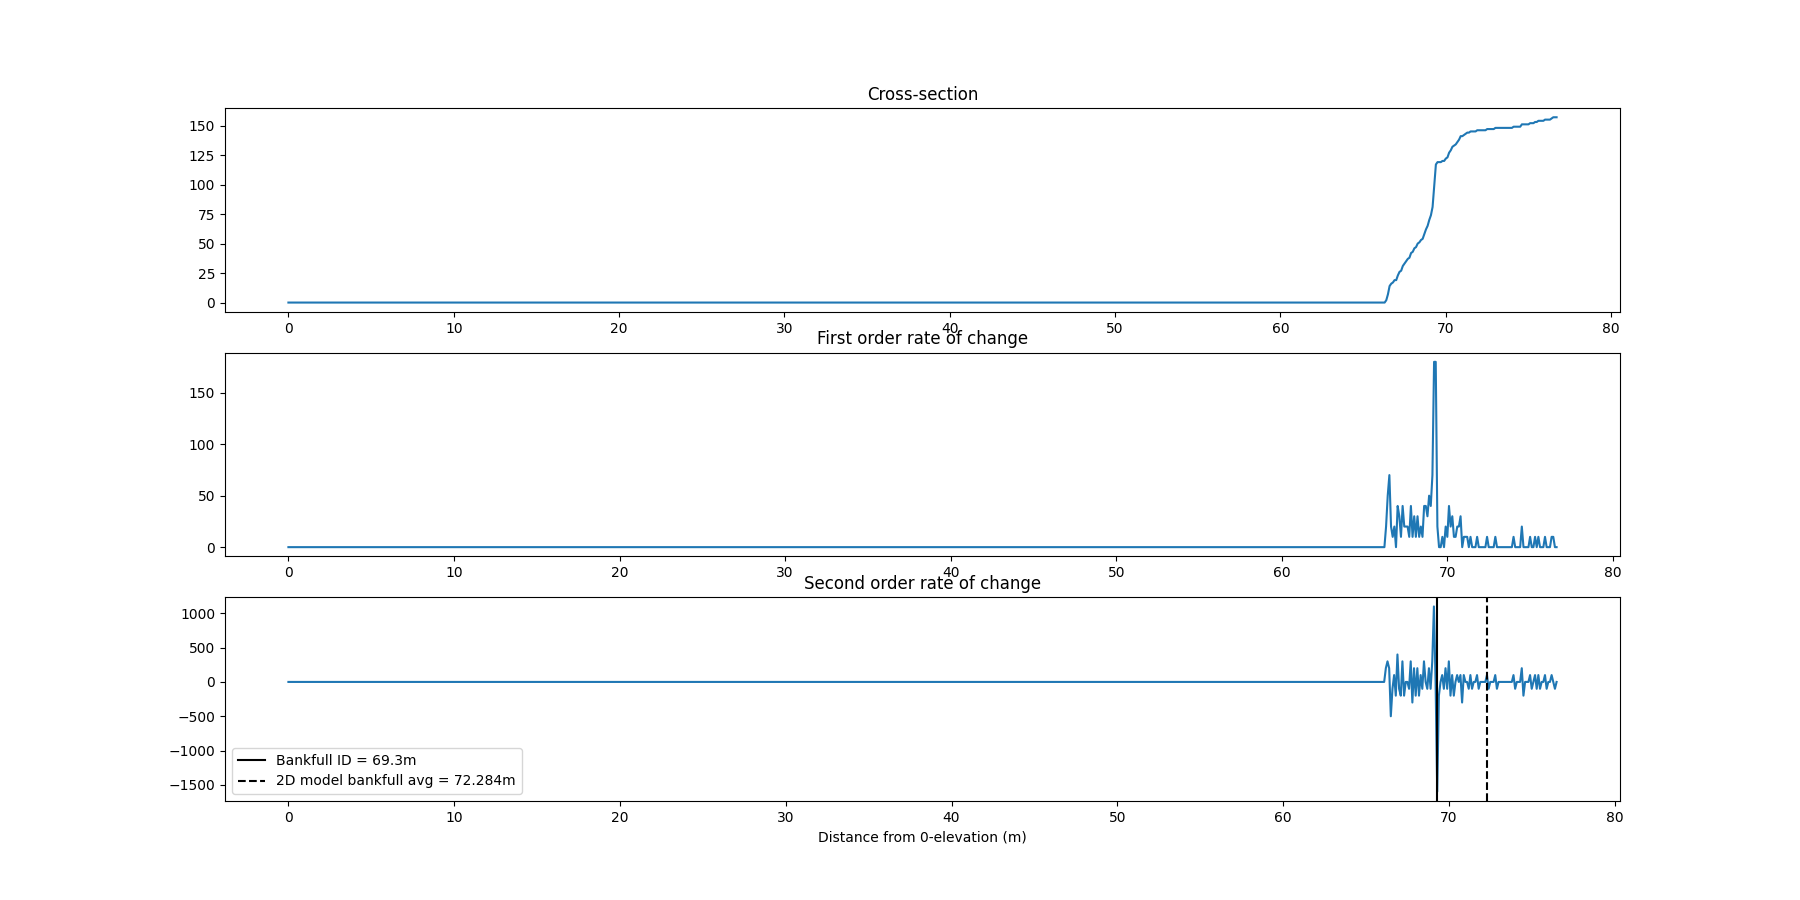 Cross-section
150
125
100
75
50
25
0
0 10 20 30 40 50 60 70 80
First order rate of change
150
100
50
0
0 10 20 30 40 50 60 70 80
Second order rate of change
1000
500
0
−500
−1000
−1500
Bankfull ID = 69.3m
2D model bankfull avg = 72.284m
0 10 20 30 40 50 60 70 80
Distance from 0-elevation (m)